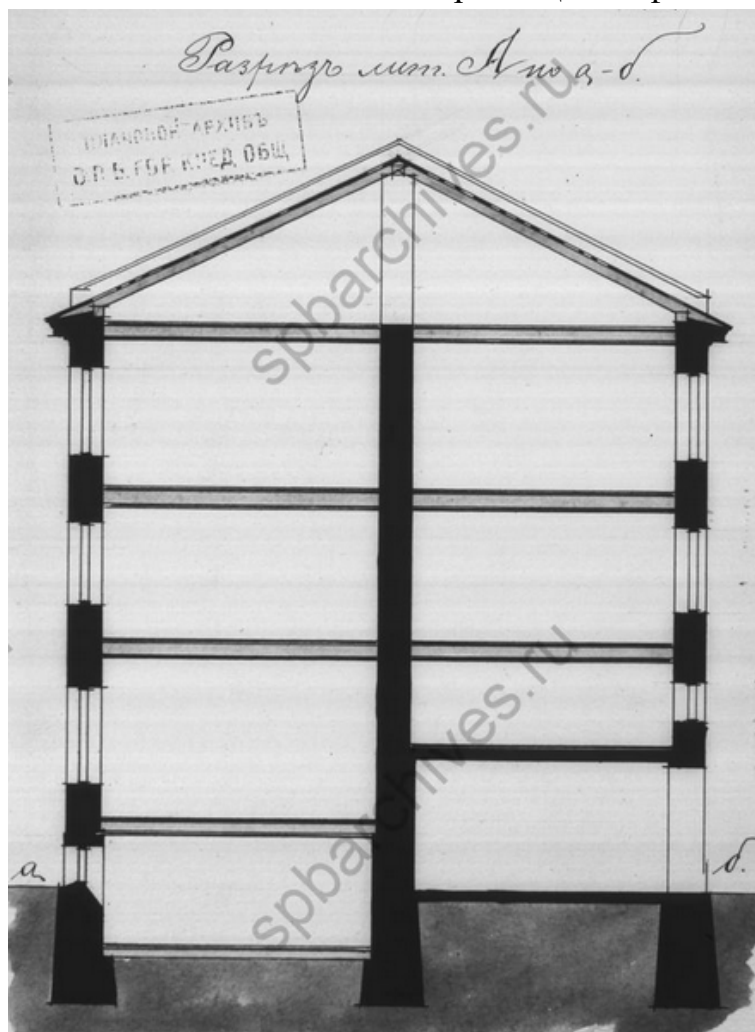 Разрѣзъ лит. А по а-б.
ПЛАНОВОЙ АРХИВЪ
С.П.Б. ГОР. КРЕД. ОБЩ.
spbarchives.ru
spbarchives.ru
spbarchives.ru
а
б.